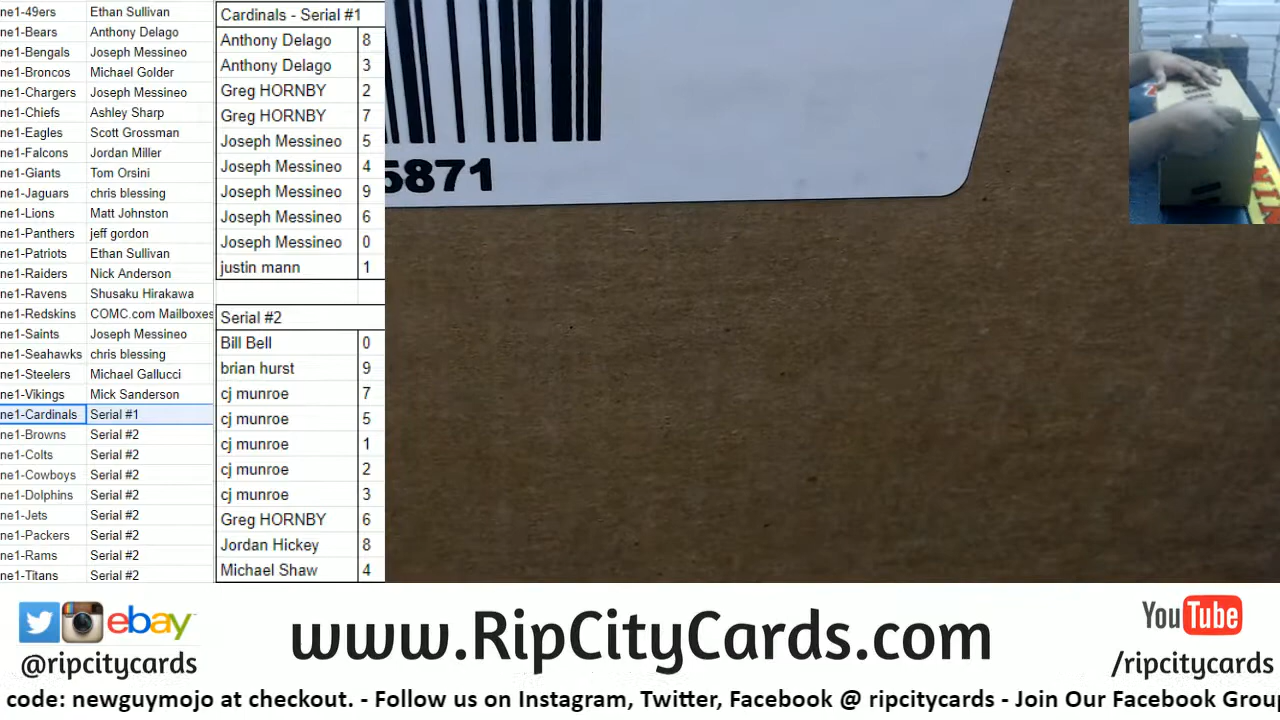 ne1-49ers Ethan Sullivan
ne1-Bears Anthony Delago
ne1-Bengals Joseph Messineo
ne1-Broncos Michael Golder
ne1-Chargers Joseph Messineo
ne1-Chiefs Ashley Sharp
ne1-Eagles Scott Grossman
ne1-Falcons Jordan Miller
ne1-Giants Tom Orsini
ne1-Jaguars chris blessing
ne1-Lions Matt Johnston
ne1-Panthers jeff gordon
ne1-Patriots Ethan Sullivan
ne1-Raiders Nick Anderson
ne1-Ravens Shusaku Hirakawa
ne1-Redskins COMC.com Mailboxes
ne1-Saints Joseph Messineo
ne1-Seahawks chris blessing
ne1-Steelers Michael Gallucci
ne1-Vikings Mick Sanderson
ne1-Cardinals Serial #1
ne1-Browns Serial #2
ne1-Colts Serial #2
ne1-Cowboys Serial #2
ne1-Dolphins Serial #2
ne1-Jets Serial #2
ne1-Packers Serial #2
ne1-Rams Serial #2
ne1-Titans Serial #2
Cardinals - Serial #1
Anthony Delago 8
Anthony Delago 3
Greg HORNBY 2
Greg HORNBY 7
Joseph Messineo 5
Joseph Messineo 4
Joseph Messineo 9
Joseph Messineo 6
Joseph Messineo 0
justin mann 1
Serial #2
Bill Bell 0
brian hurst 9
cj munroe 7
cj munroe 5
cj munroe 1
cj munroe 2
cj munroe 3
Greg HORNBY 6
Jordan Hickey 8
Michael Shaw 4
5871
ebay
@ripcitycards
www.RipCityCards.com
YouTube
/ripcitycards
code: newguymojo at checkout. - Follow us on Instagram, Twitter, Facebook @ ripcitycards - Join Our Facebook Group